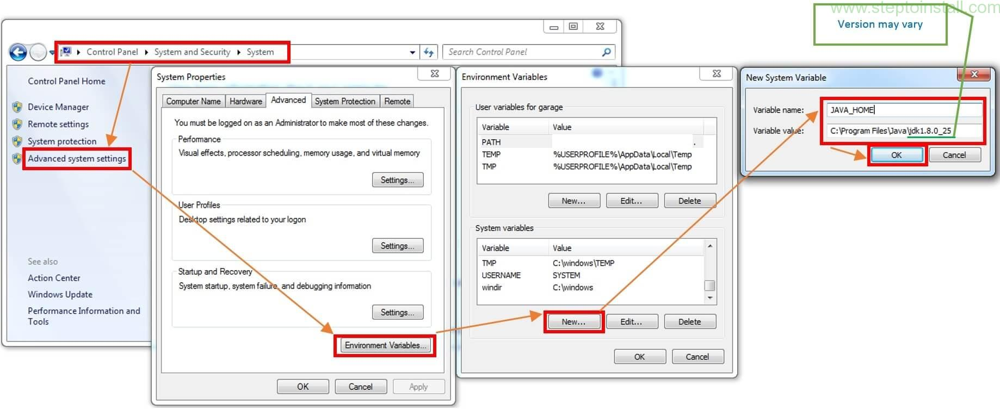 www.steptoinstall.com
Version may vary
Control Panel System and Security System
Search Control Panel
Control Panel Home
Device Manager
Remote settings
System protection
Advanced system settings
See also
Action Center
Windows Update
Performance Information and
Tools
System Properties
Computer Name Hardware Advanced System Protection Remote
You must be logged on as an Administrator to make most of these changes.
Performance
Visual effects, processor scheduling, memory usage, and virtual memory
Settings...
User Profiles
Desktop settings related to your logon
Settings...
Startup and Recovery
System startup, system failure, and debugging information
Settings...
Environment Variables...
OK Cancel Apply
Environment Variables
User variables for garage
Variable Value
PATH .
TEMP %USERPROFILE%\AppData\Local\Temp
TMP %USERPROFILE%\AppData\Local\Temp
New... Edit... Delete
System variables
Variable Value
TMP C:\windows\TEMP
USERNAME SYSTEM
windir C:\windows
New... Edit... Delete
OK Cancel
New System Variable
Variable name: JAVA_HOME
Variable value: C:\Program Files\Java\jdk1.8.0_25
OK Cancel